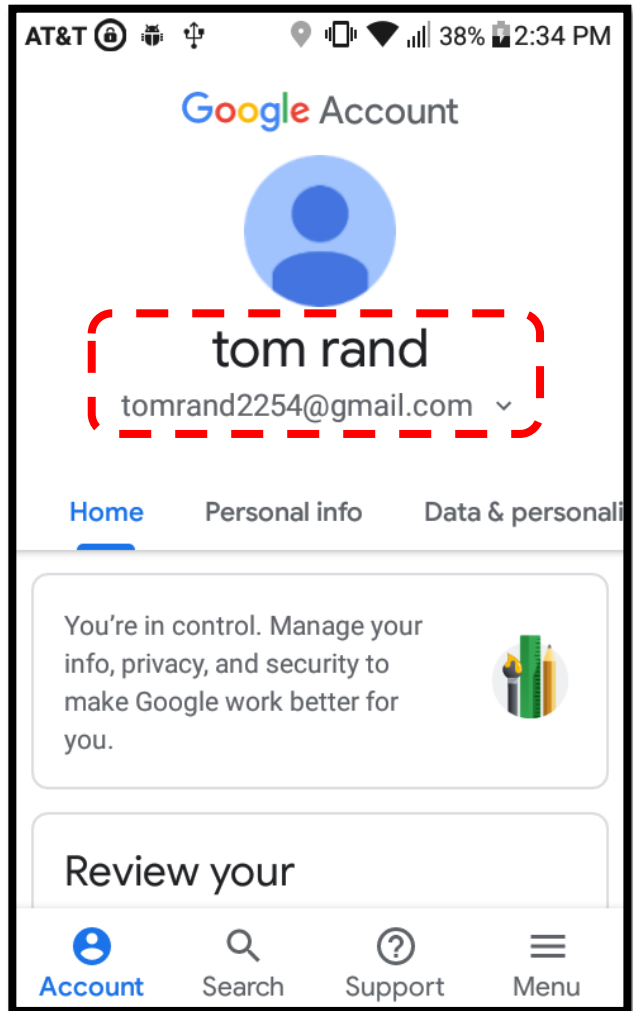 AT&T 38% 2:34 PM
Google Account
tom rand
tomrand2254@gmail.com
Home Personal info Data & personali
You're in control. Manage your
info, privacy, and security to
make Google work better for
you.
Review your
Account Search Support Menu